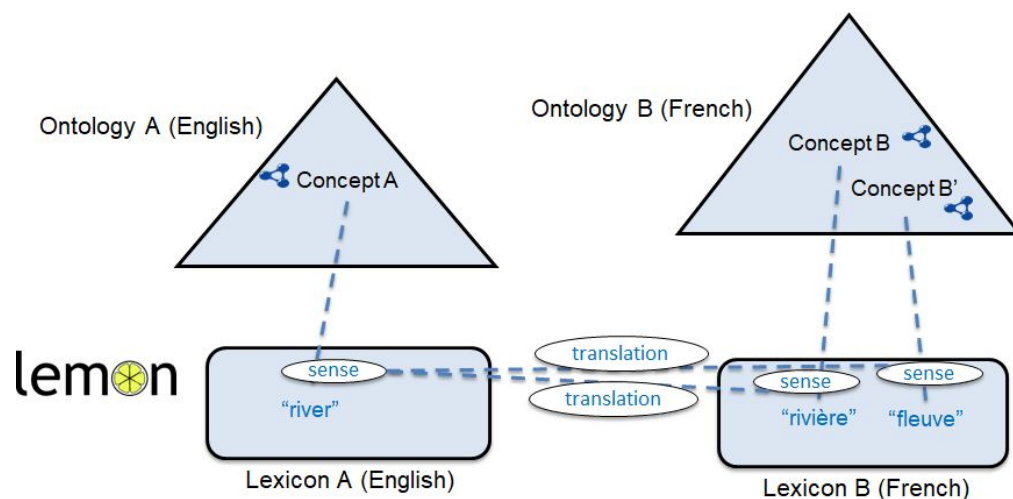 Ontology A (English)
Concept A
Ontology B (French)
Concept B
Concept B’
lemon
sense
“river”
Lexicon A (English)
translation
translation
sense
“rivière”
sense
“fleuve”
Lexicon B (French)